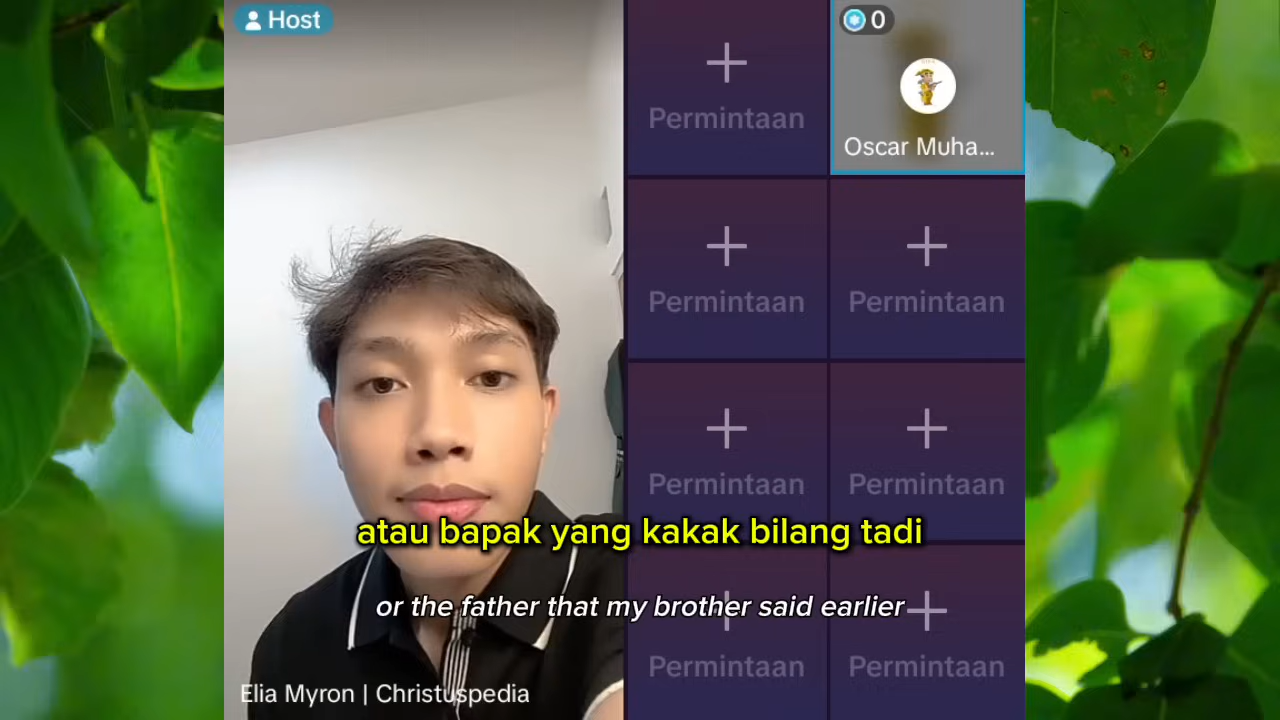 Host
0
Permintaan
Oscar Muha...
Permintaan
Permintaan
Permintaan
Permintaan
atau bapak yang kakak bilang tadi
or the father that my brother said earlier
Permintaan
Permintaan
Elia Myron | Christuspedia